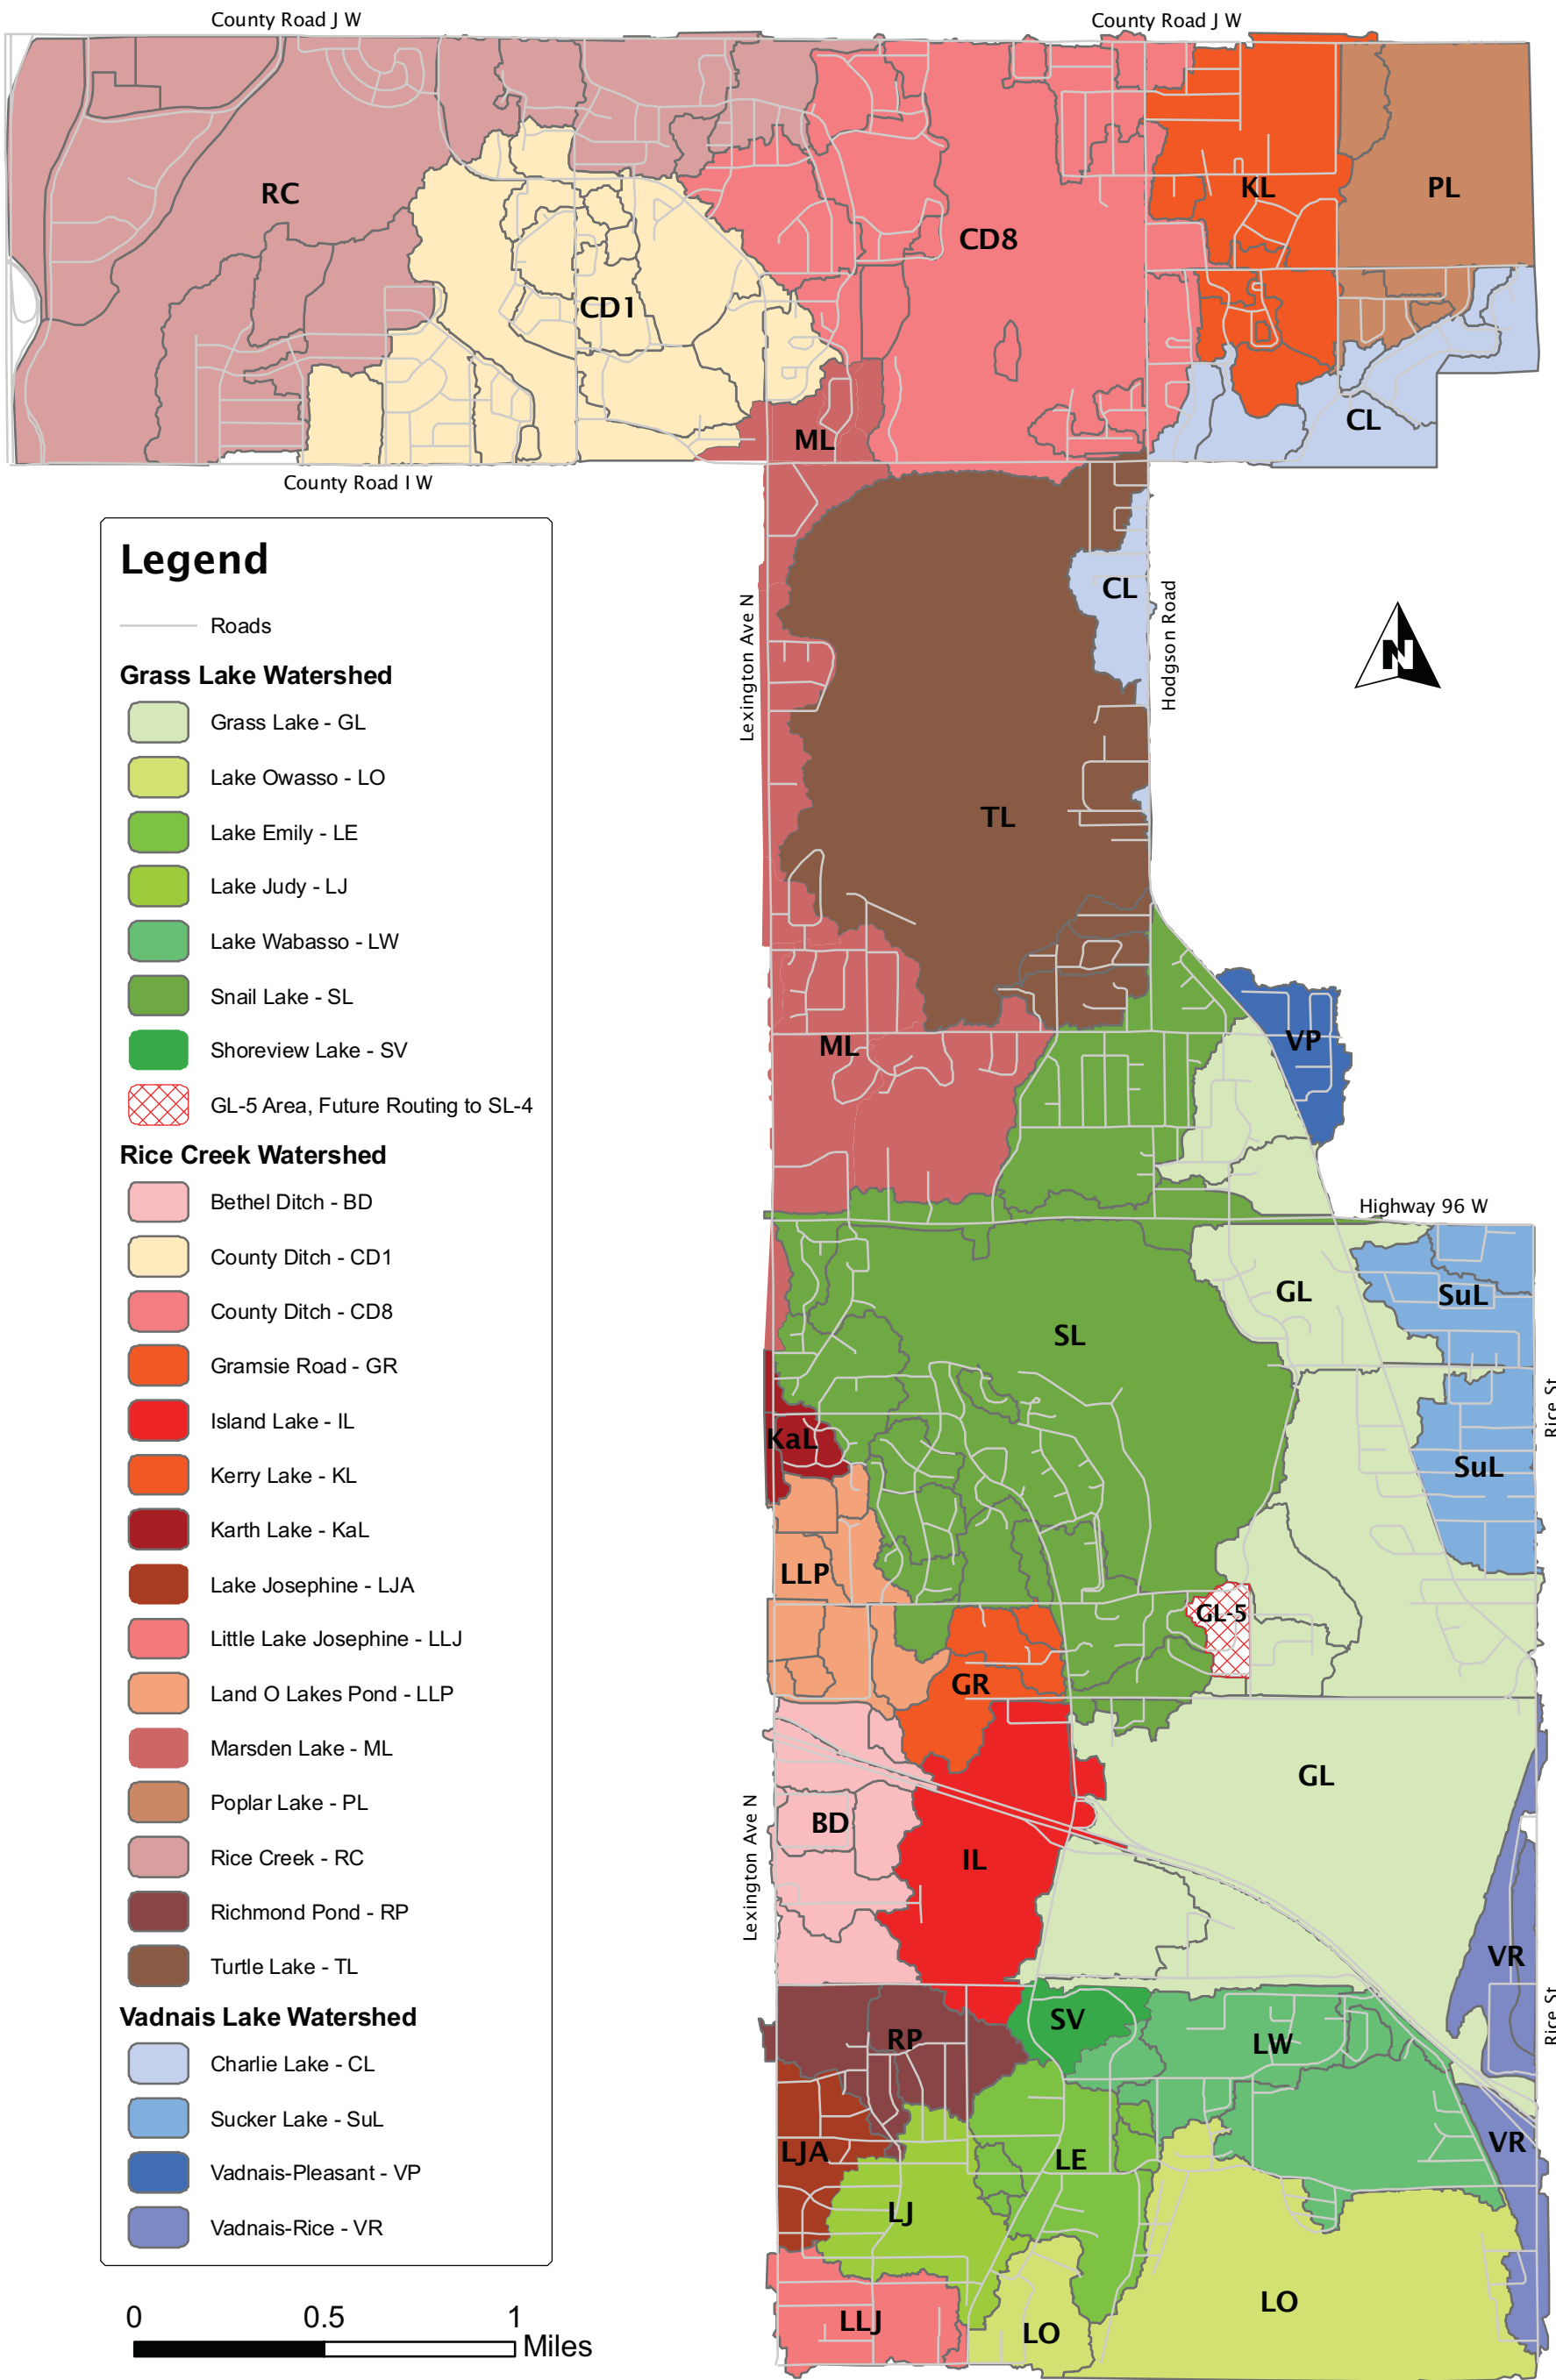 County Road J W
County Road J W
RC
KL
PL
CD8
CD1
CL
ML
County Road I W
Legend
Roads
Grass Lake Watershed
Grass Lake - GL
Lake Owasso - LO
Lake Emily - LE
Lake Judy - LJ
Lake Wabasso - LW
Snail Lake - SL
Shoreview Lake - SV
GL-5 Area, Future Routing to SL-4
Rice Creek Watershed
Bethel Ditch - BD
County Ditch - CD1
County Ditch - CD8
Gramsie Road - GR
Island Lake - IL
Kerry Lake - KL
Karth Lake - KaL
Lake Josephine - LJA
Little Lake Josephine - LLJ
Land O Lakes Pond - LLP
Marsden Lake - ML
Poplar Lake - PL
Rice Creek - RC
Richmond Pond - RP
Turtle Lake - TL
Vadnais Lake Watershed
Charlie Lake - CL
Sucker Lake - SuL
Vadnais-Pleasant - VP
Vadnais-Rice - VR
0 0.5 1
Miles
CL
Lexington Ave N
Hodgson Road
N
TL
VP
ML
Highway 96 W
GL
SuL
SL
Rice St
KaL
SuL
LLP
GL-5
GR
GL
BD
IL
Lexington Ave N
VR
Rice St
SV
RP
LW
LJA
LE
VR
LJ
LO
LLJ
LO